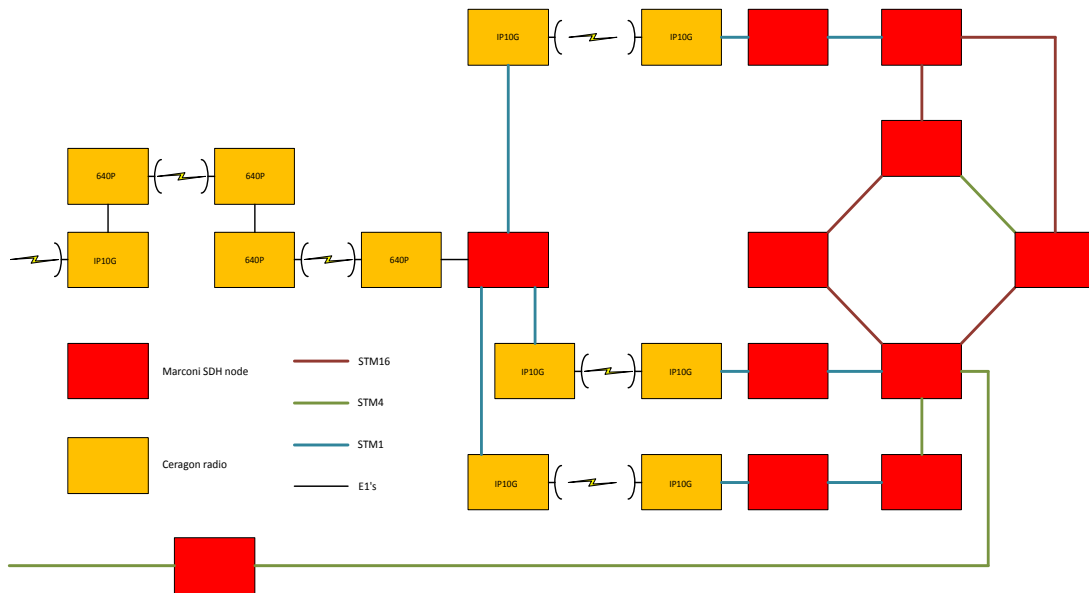 IP10G
IP10G
640P
640P
IP10G
640P
640P
IP10G
IP10G
Marconi SDH node
STM16
STM4
Ceragon radio
STM1
E1's
IP10G
IP10G